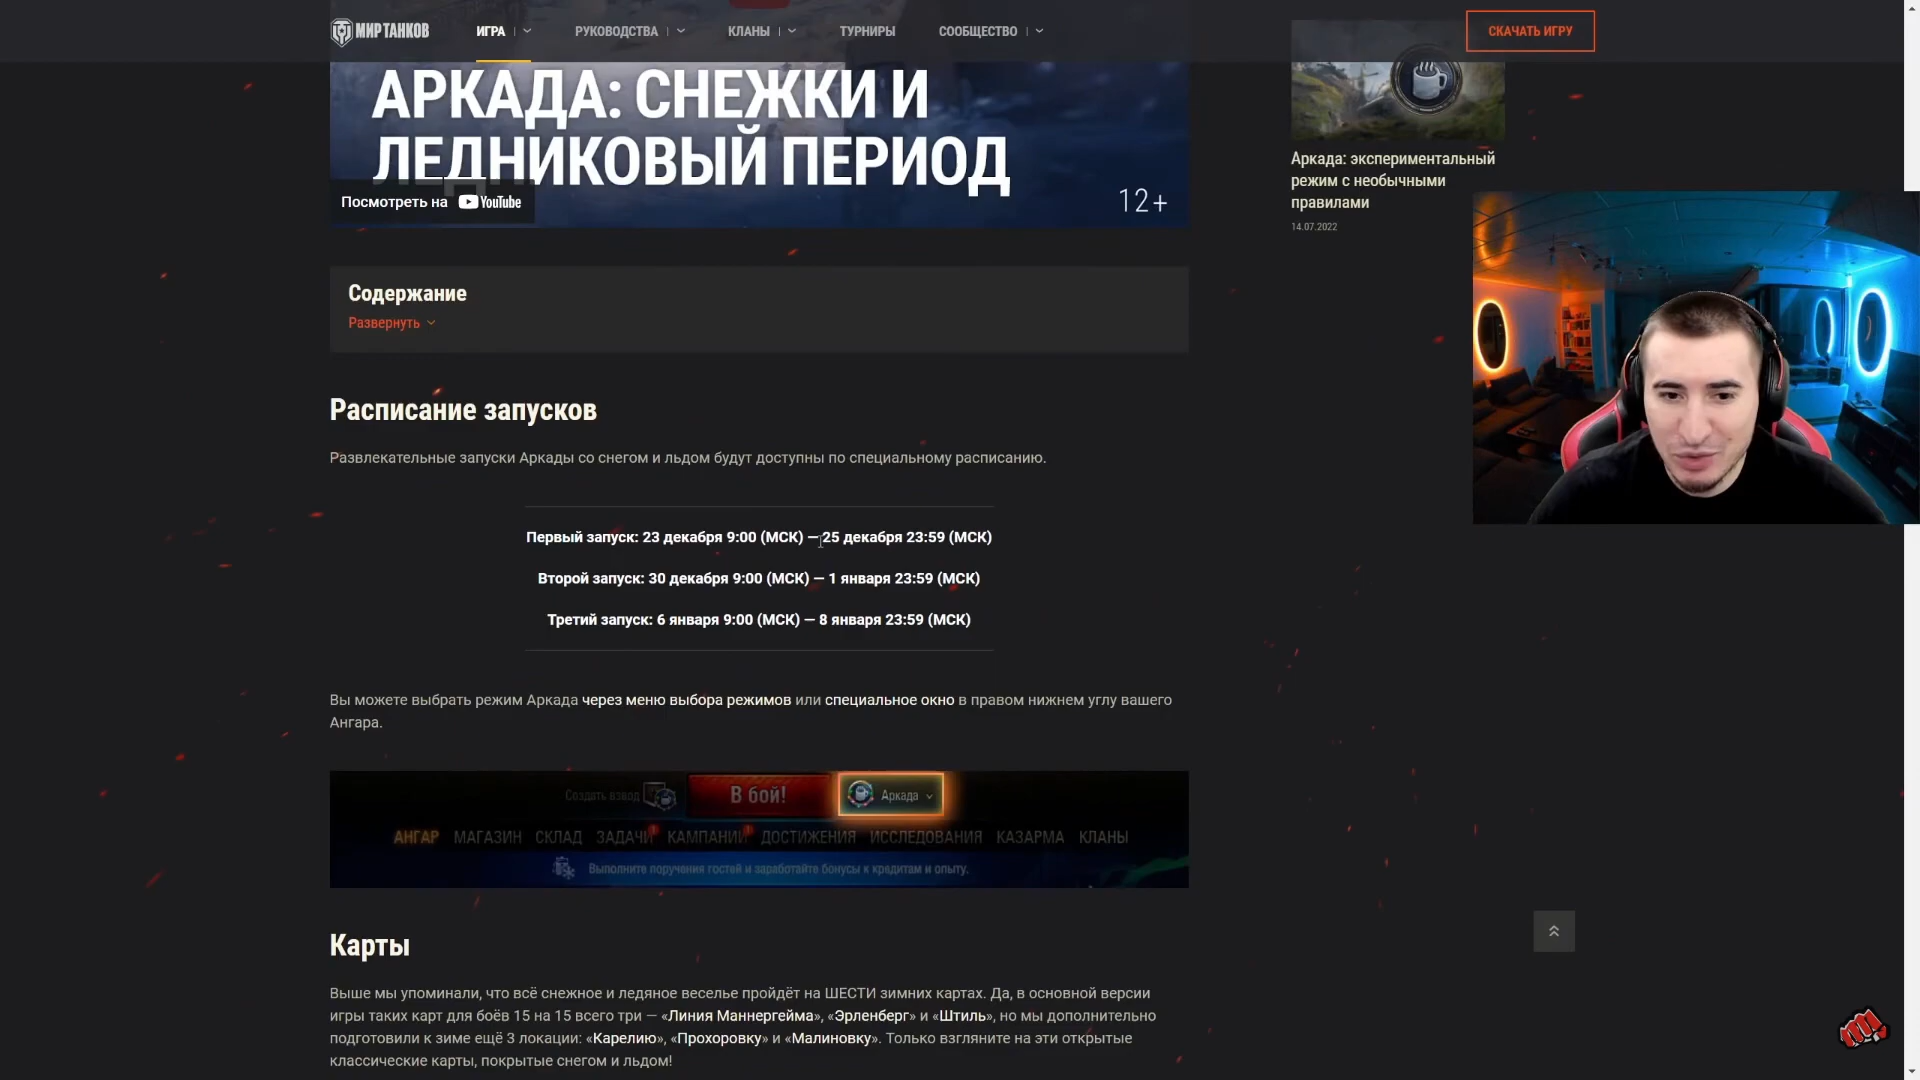 МИР ТАНКОВ
ИГРА
РУКОВОДСТВА
КЛАНЫ
ТУРНИРЫ
СООБЩЕСТВО
СКАЧАТЬ ИГРУ
АРКАДА: СНЕЖКИ И
ЛЕДНИКОВЫЙ ПЕРИОД
Посмотреть на YouTube
12+
Аркада: экспериментальный
режим с необычными
правилами
14.07.2022
Содержание
Развернуть
Расписание запусков
Развлекательные запуски Аркады со снегом и льдом будут доступны по специальному расписанию.
Первый запуск: 23 декабря 9:00 (МСК) — 25 декабря 23:59 (МСК)
Второй запуск: 30 декабря 9:00 (МСК) — 1 января 23:59 (МСК)
Третий запуск: 6 января 9:00 (МСК) — 8 января 23:59 (МСК)
Вы можете выбрать режим Аркада через меню выбора режимов или специальное окно в правом нижнем углу вашего
Ангара.
Создать взвод
В бой!
Аркада
АНГАР МАГАЗИН СКЛАД ЗАДАЧИ КАМПАНИИ ДОСТИЖЕНИЯ ИССЛЕДОВАНИЯ КАЗАРМА КЛАНЫ
Выполните поручения гостей и заработайте бонусы к кредитам и опыту.
Карты
Выше мы упоминали, что всё снежное и ледяное веселье пройдёт на ШЕСТИ зимних картах. Да, в основной версии
игры таких карт для боёв 15 на 15 всего три — «Линия Маннергейма», «Эрленберг» и «Штиль», но мы дополнительно
подготовили к зиме ещё 3 локации: «Карелию», «Прохоровку» и «Малиновку». Только взгляните на эти открытые
классические карты, покрытые снегом и льдом!